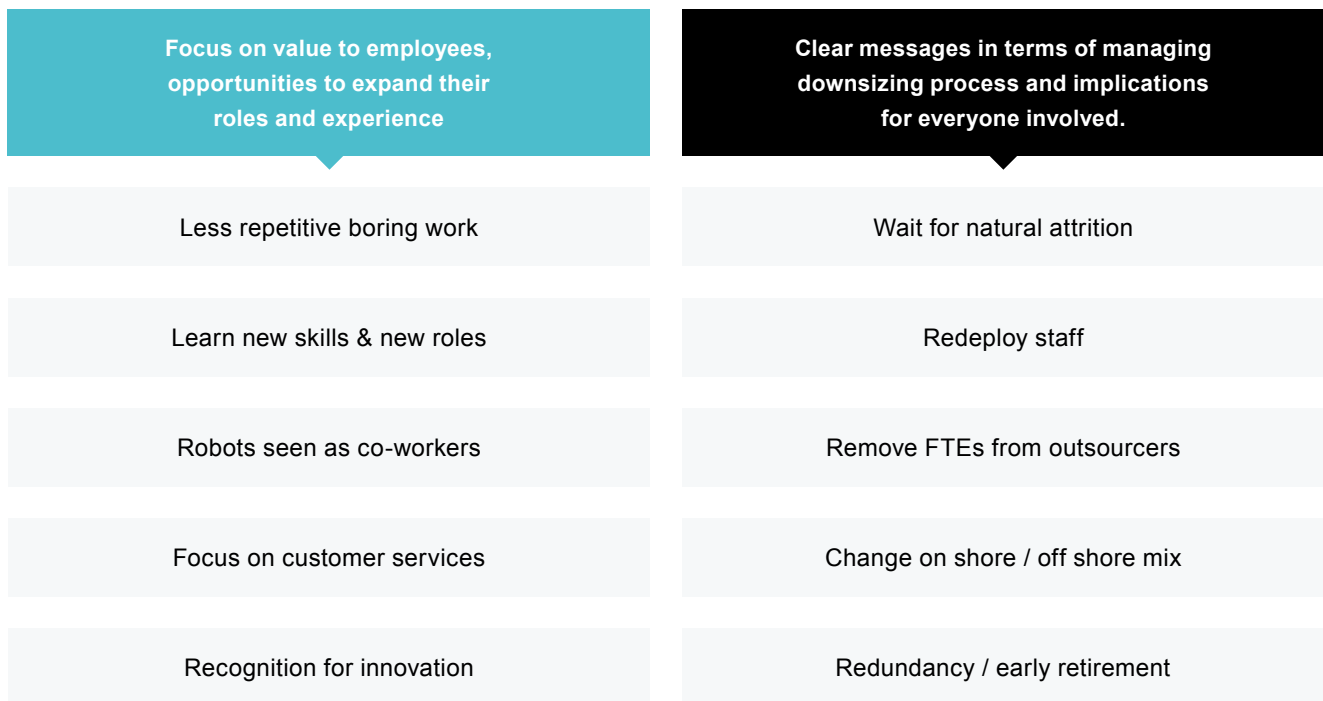 Focus on value to employees,
opportunities to expand their
roles and experience
Less repetitive boring work
Learn new skills & new roles
Robots seen as co-workers
Focus on customer services
Recognition for innovation
Clear messages in terms of managing
downsizing process and implications
for everyone involved.
Wait for natural attrition
Redeploy staff
Remove FTEs from outsourcers
Change on shore / off shore mix
Redundancy / early retirement